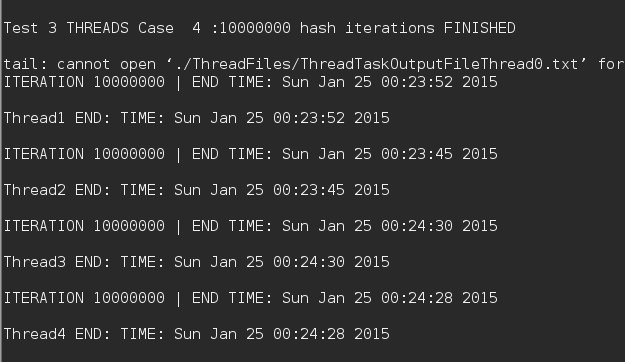 Test 3 THREADS Case  4 :10000000 hash iterations FINISHED
tail: cannot open ‘./ThreadFiles/ThreadTaskOutputFileThread0.txt’ for
ITERATION 10000000 | END TIME: Sun Jan 25 00:23:52 2015
Thread1 END: TIME: Sun Jan 25 00:23:52 2015
ITERATION 10000000 | END TIME: Sun Jan 25 00:23:45 2015
Thread2 END: TIME: Sun Jan 25 00:23:45 2015
ITERATION 10000000 | END TIME: Sun Jan 25 00:24:30 2015
Thread3 END: TIME: Sun Jan 25 00:24:30 2015
ITERATION 10000000 | END TIME: Sun Jan 25 00:24:28 2015
Thread4 END: TIME: Sun Jan 25 00:24:28 2015